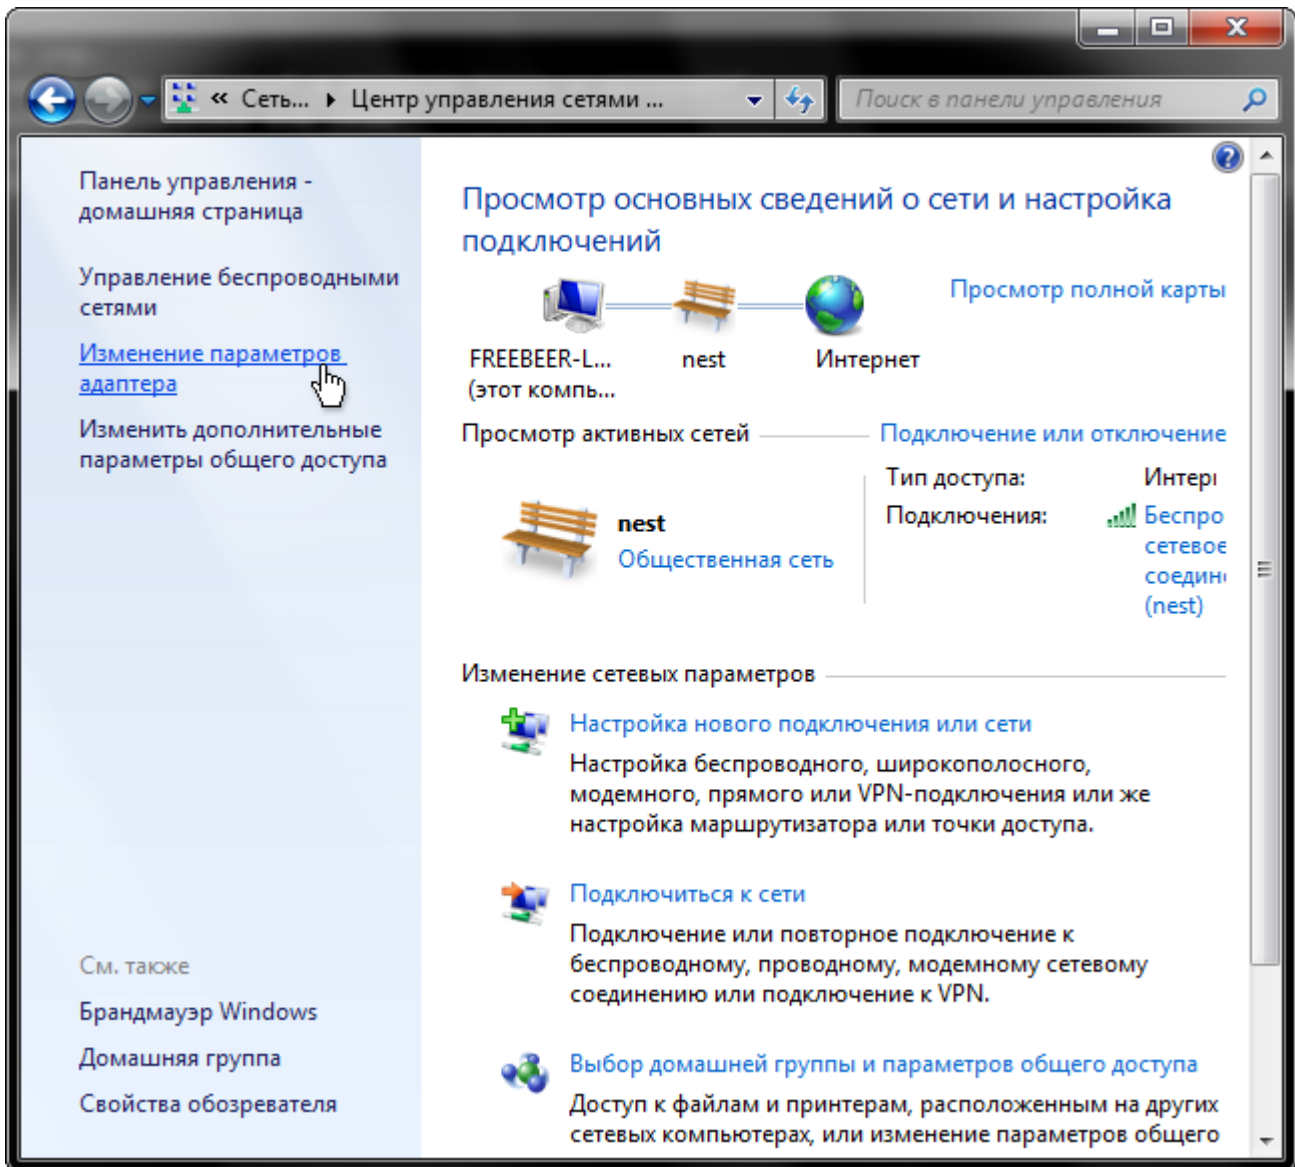 « Сеть... Центр управления сетями ...
Поиск в панели управления
Панель управления -
домашняя страница
Управление беспроводными
сетями
Изменение параметров
адаптера
Изменить дополнительные
параметры общего доступа
См. также
Брандмауэр Windows
Домашняя группа
Свойства обозревателя
Просмотр основных сведений о сети и настройка
подключений
Просмотр полной карты
FREEBEER-L...
(этот компь...
nest
Интернет
Просмотр активных сетей
Подключение или отключение
nest
Общественная сеть
Тип доступа:
Подключения:
Интер
Беспро
сетевое
соедин
(nest)
Изменение сетевых параметров
Настройка нового подключения или сети
Настройка беспроводного, широкополосного,
модемного, прямого или VPN-подключения или же
настройка маршрутизатора или точки доступа.
Подключиться к сети
Подключение или повторное подключение к
беспроводному, проводному, модемному сетевому
соединению или подключение к VPN.
Выбор домашней группы и параметров общего доступа
Доступ к файлам и принтерам, расположенным на других
сетевых компьютерах, или изменение параметров общего